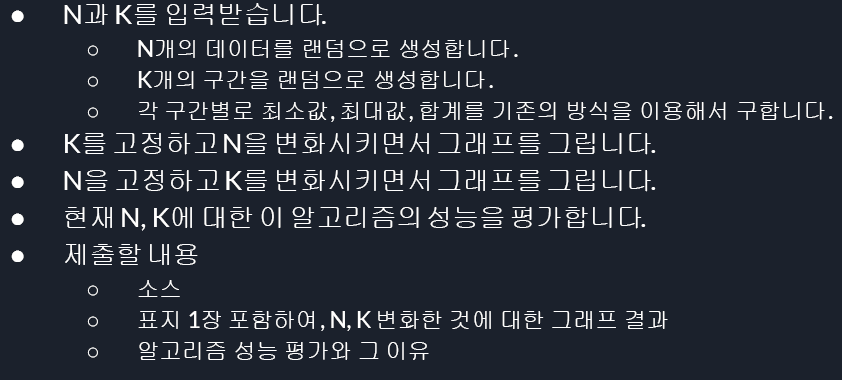 ● N과 K를 입력받습니다.
○ N개의 데이터를 랜덤으로 생성합니다.
○ K개의 구간을 랜덤으로 생성합니다.
○ 각 구간별로 최소값, 최대값, 합계를 기존의 방식을 이용해서 구합니다.
● K를 고정하고 N을 변화시키면서 그래프를 그립니다.
● N을 고정하고 K를 변화시키면서 그래프를 그립니다.
● 현재 N, K에 대한 이 알고리즘의 성능을 평가합니다.
● 제출할 내용
○ 소스
○ 표지 1장 포함하여, N, K 변화한 것에 대한 그래프 결과
○ 알고리즘 성능 평가와 그 이유